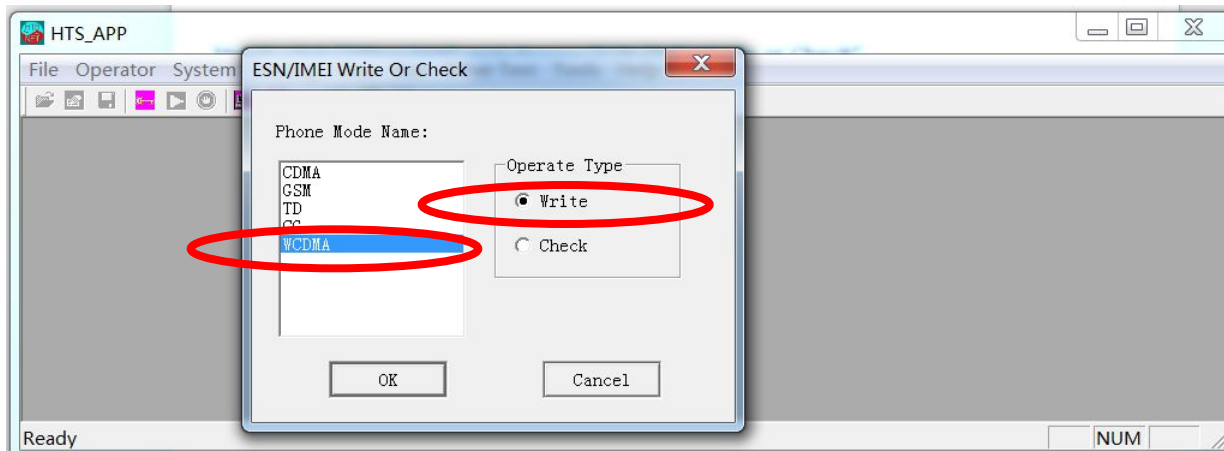 HTS_APP
File Operator System
ESN/IMEI Write Or Check
Phone Mode Name:
CDMA
GSM
TD
WCDMA
Operate Type
Write
Check
OK
Cancel
Ready
NUM